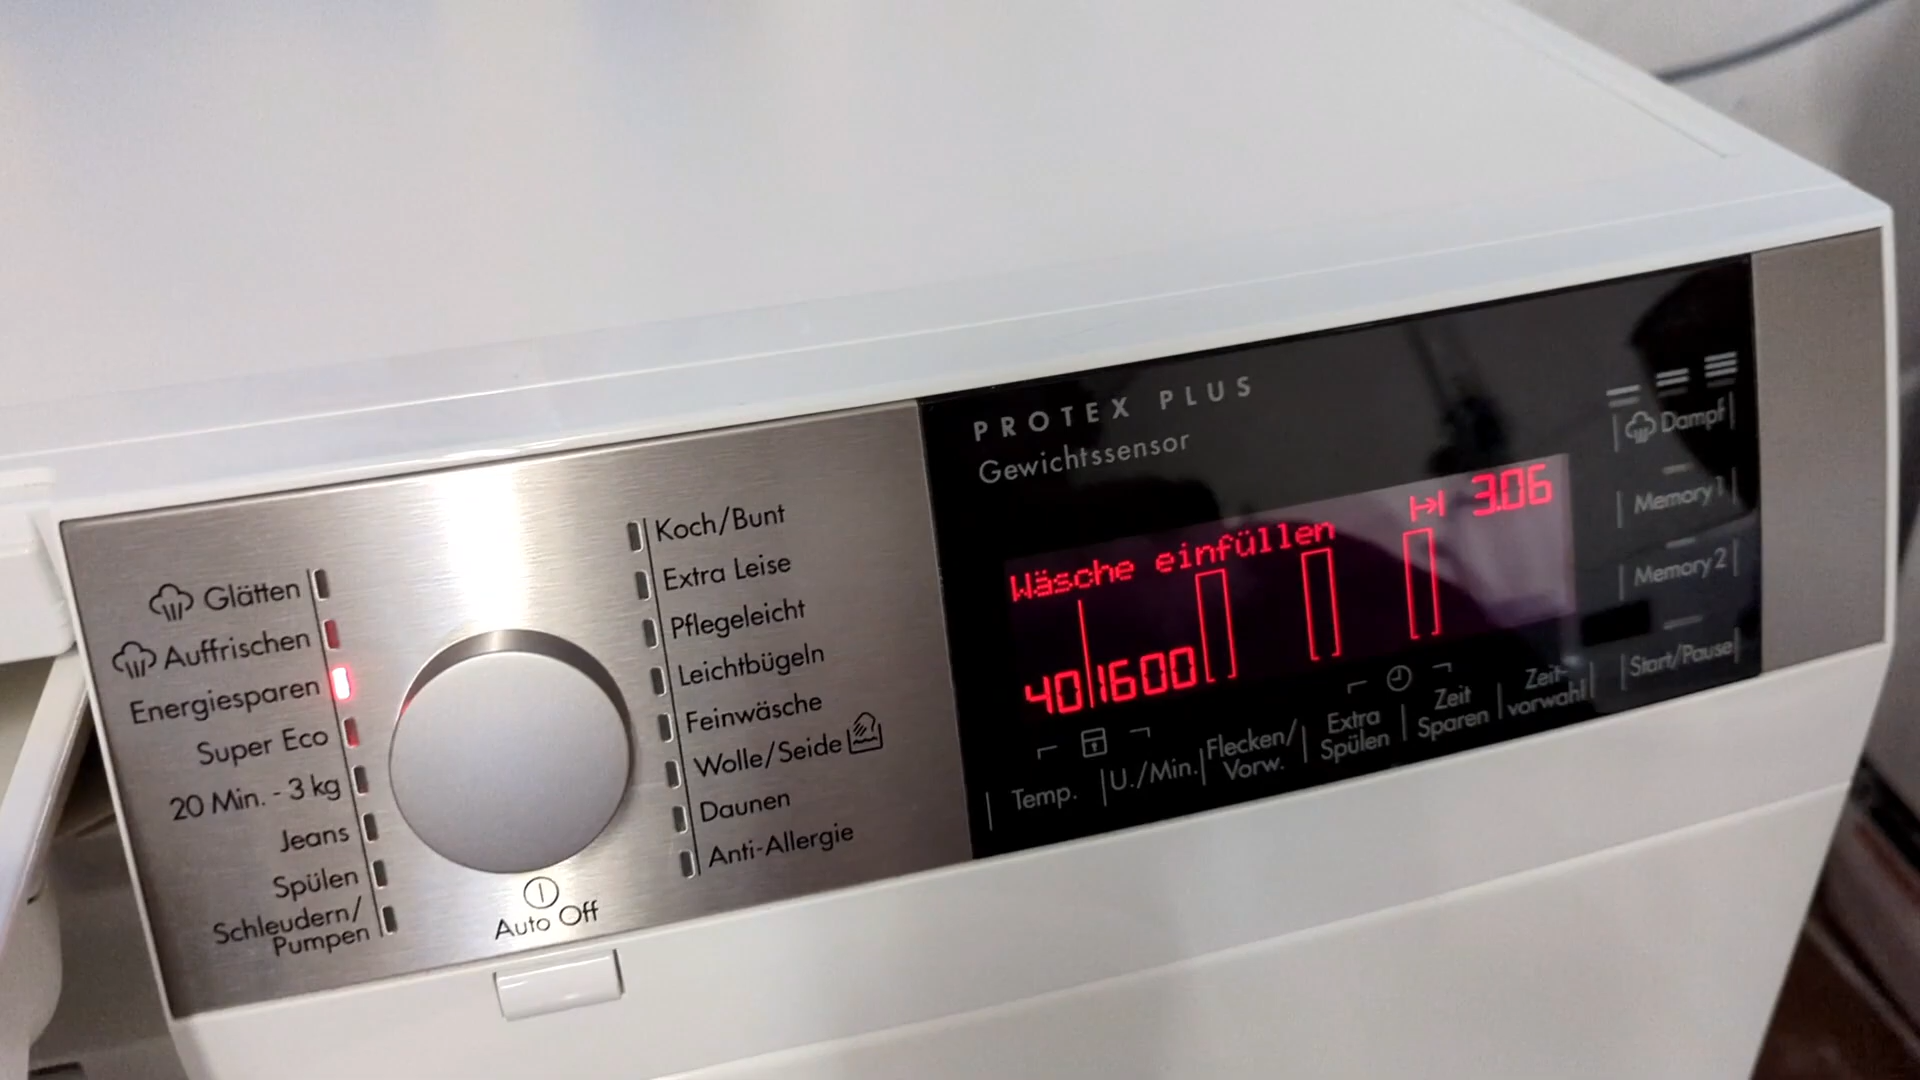 Glätten
Auffrischen
Energiesparen
Super Eco
20 Min. - 3 kg
Jeans
Spülen
Schleudern/
Pumpen
Auto Off
Koch/Bunt
Extra Leise
Pflegeleicht
Leichtbügeln
Feinwäsche
Wolle/Seide
Daunen
Anti-Allergie
PROTEX PLUS
Gewichtssensor
3.06
Wäsche einfüllen
40 1600
Temp.
U./Min.
Flecken/
Vorw.
Extra
Spülen
Zeit
Sparen
Zeit-
vorwahl
Dampf
Memory 1
Memory 2
Start/Pause